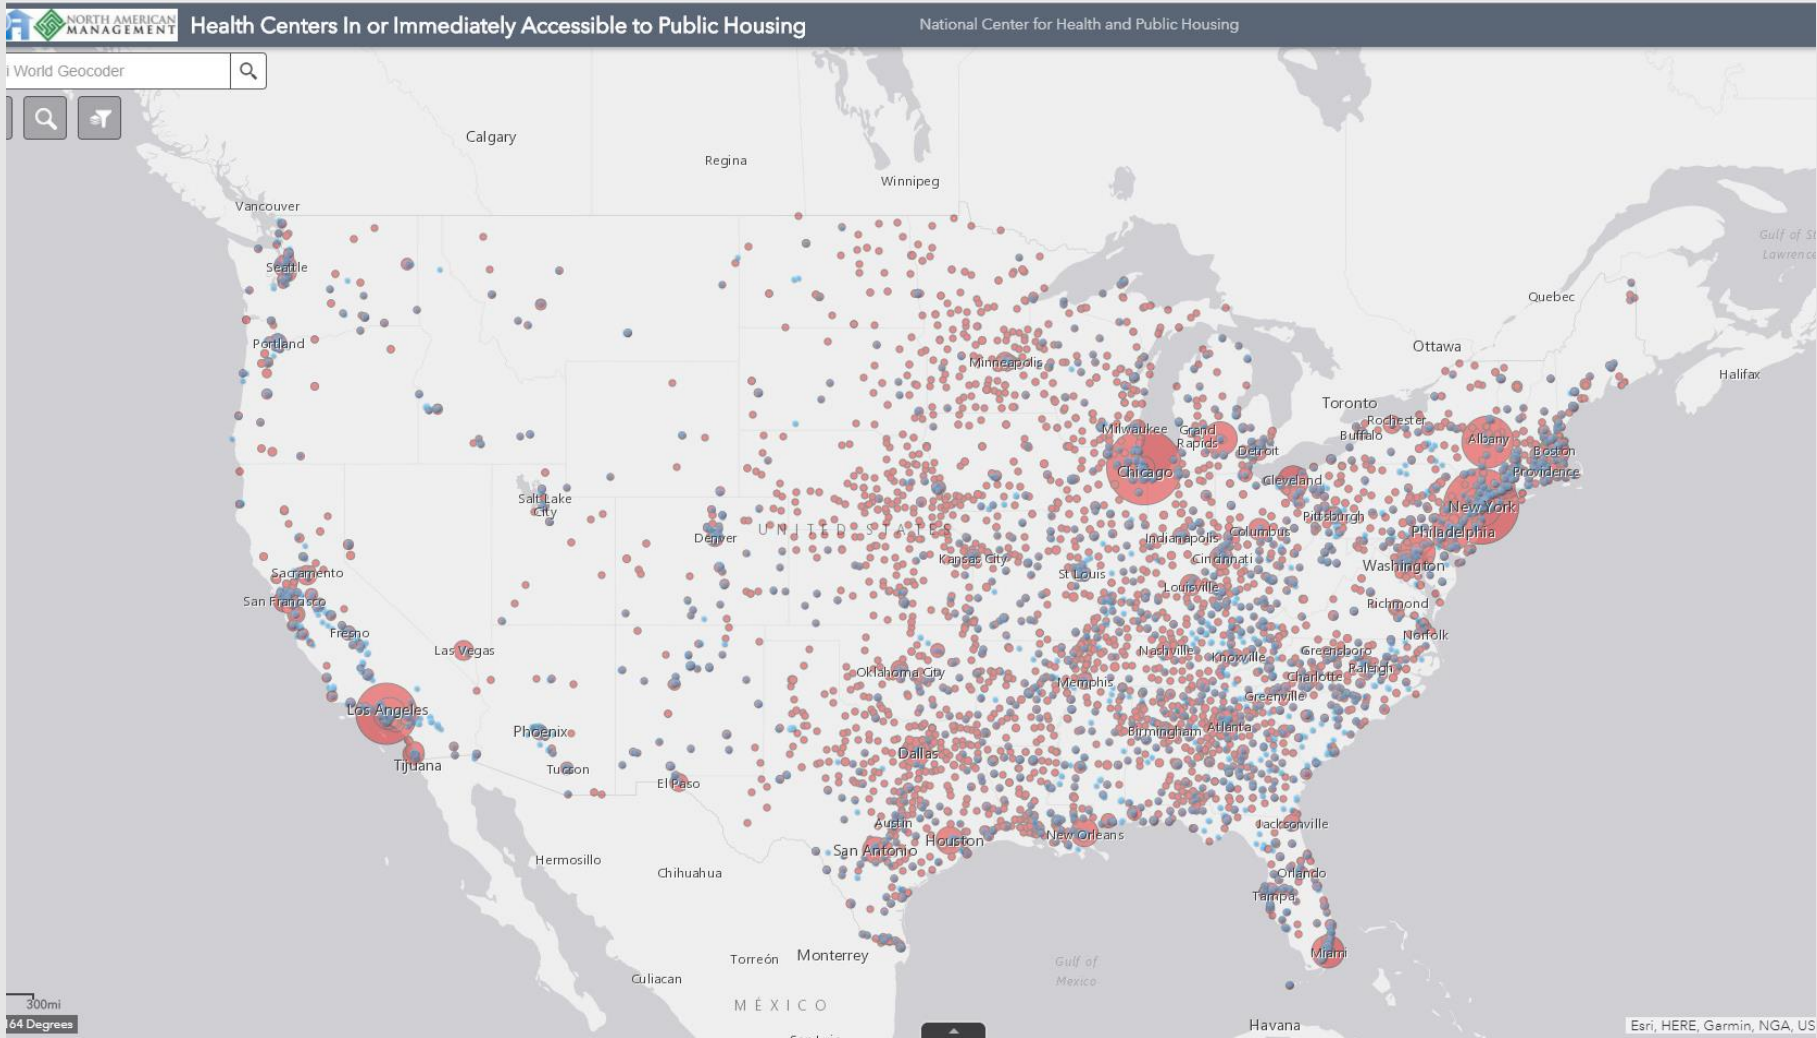 NORTH AMERICAN
MANAGEMENT
Health Centers In or Immediately Accessible to Public Housing
National Center for Health and Public Housing
i World Geocoder
Calgary
Regina
Winnipeg
Vancouver
Gulf of St
Lawrence
Seattle
Quebec
Portland
Ottawa
Minneapolis
Halifax
Toronto
Rochester
Milwaukee
Grand
Rapids
Buffalo
Albany
Detroit
Boston
Chicago
Providence
Cleveland
Salt Lake
City
New York
Pittsburgh
UNITED STATES
Denver
Indianapolis
Columbus
Philadelphia
Kansas City
Cincinnati
Washington
Sacramento
St Louis
Louisville
San Francisco
Richmond
Fresno
Norfolk
Las Vegas
Nashville
Knoxville
Greensboro
Raleigh
Oklahoma City
Charlotte
Memphis
Greenville
Los Angeles
Phoenix
Birmingham
Atlanta
Dallas
Tijuana
Tucson
El Paso
Austin
Jacksonville
New Orleans
Houston
San Antonio
Hermosillo
Chihuahua
Orlando
Tampa
Miami
Torreón
Monterrey
Gulf of
Mexico
Culiacan
300mi
MÉXICO
164 Degrees
Havana
Esri, HERE, Garmin, NGA, US